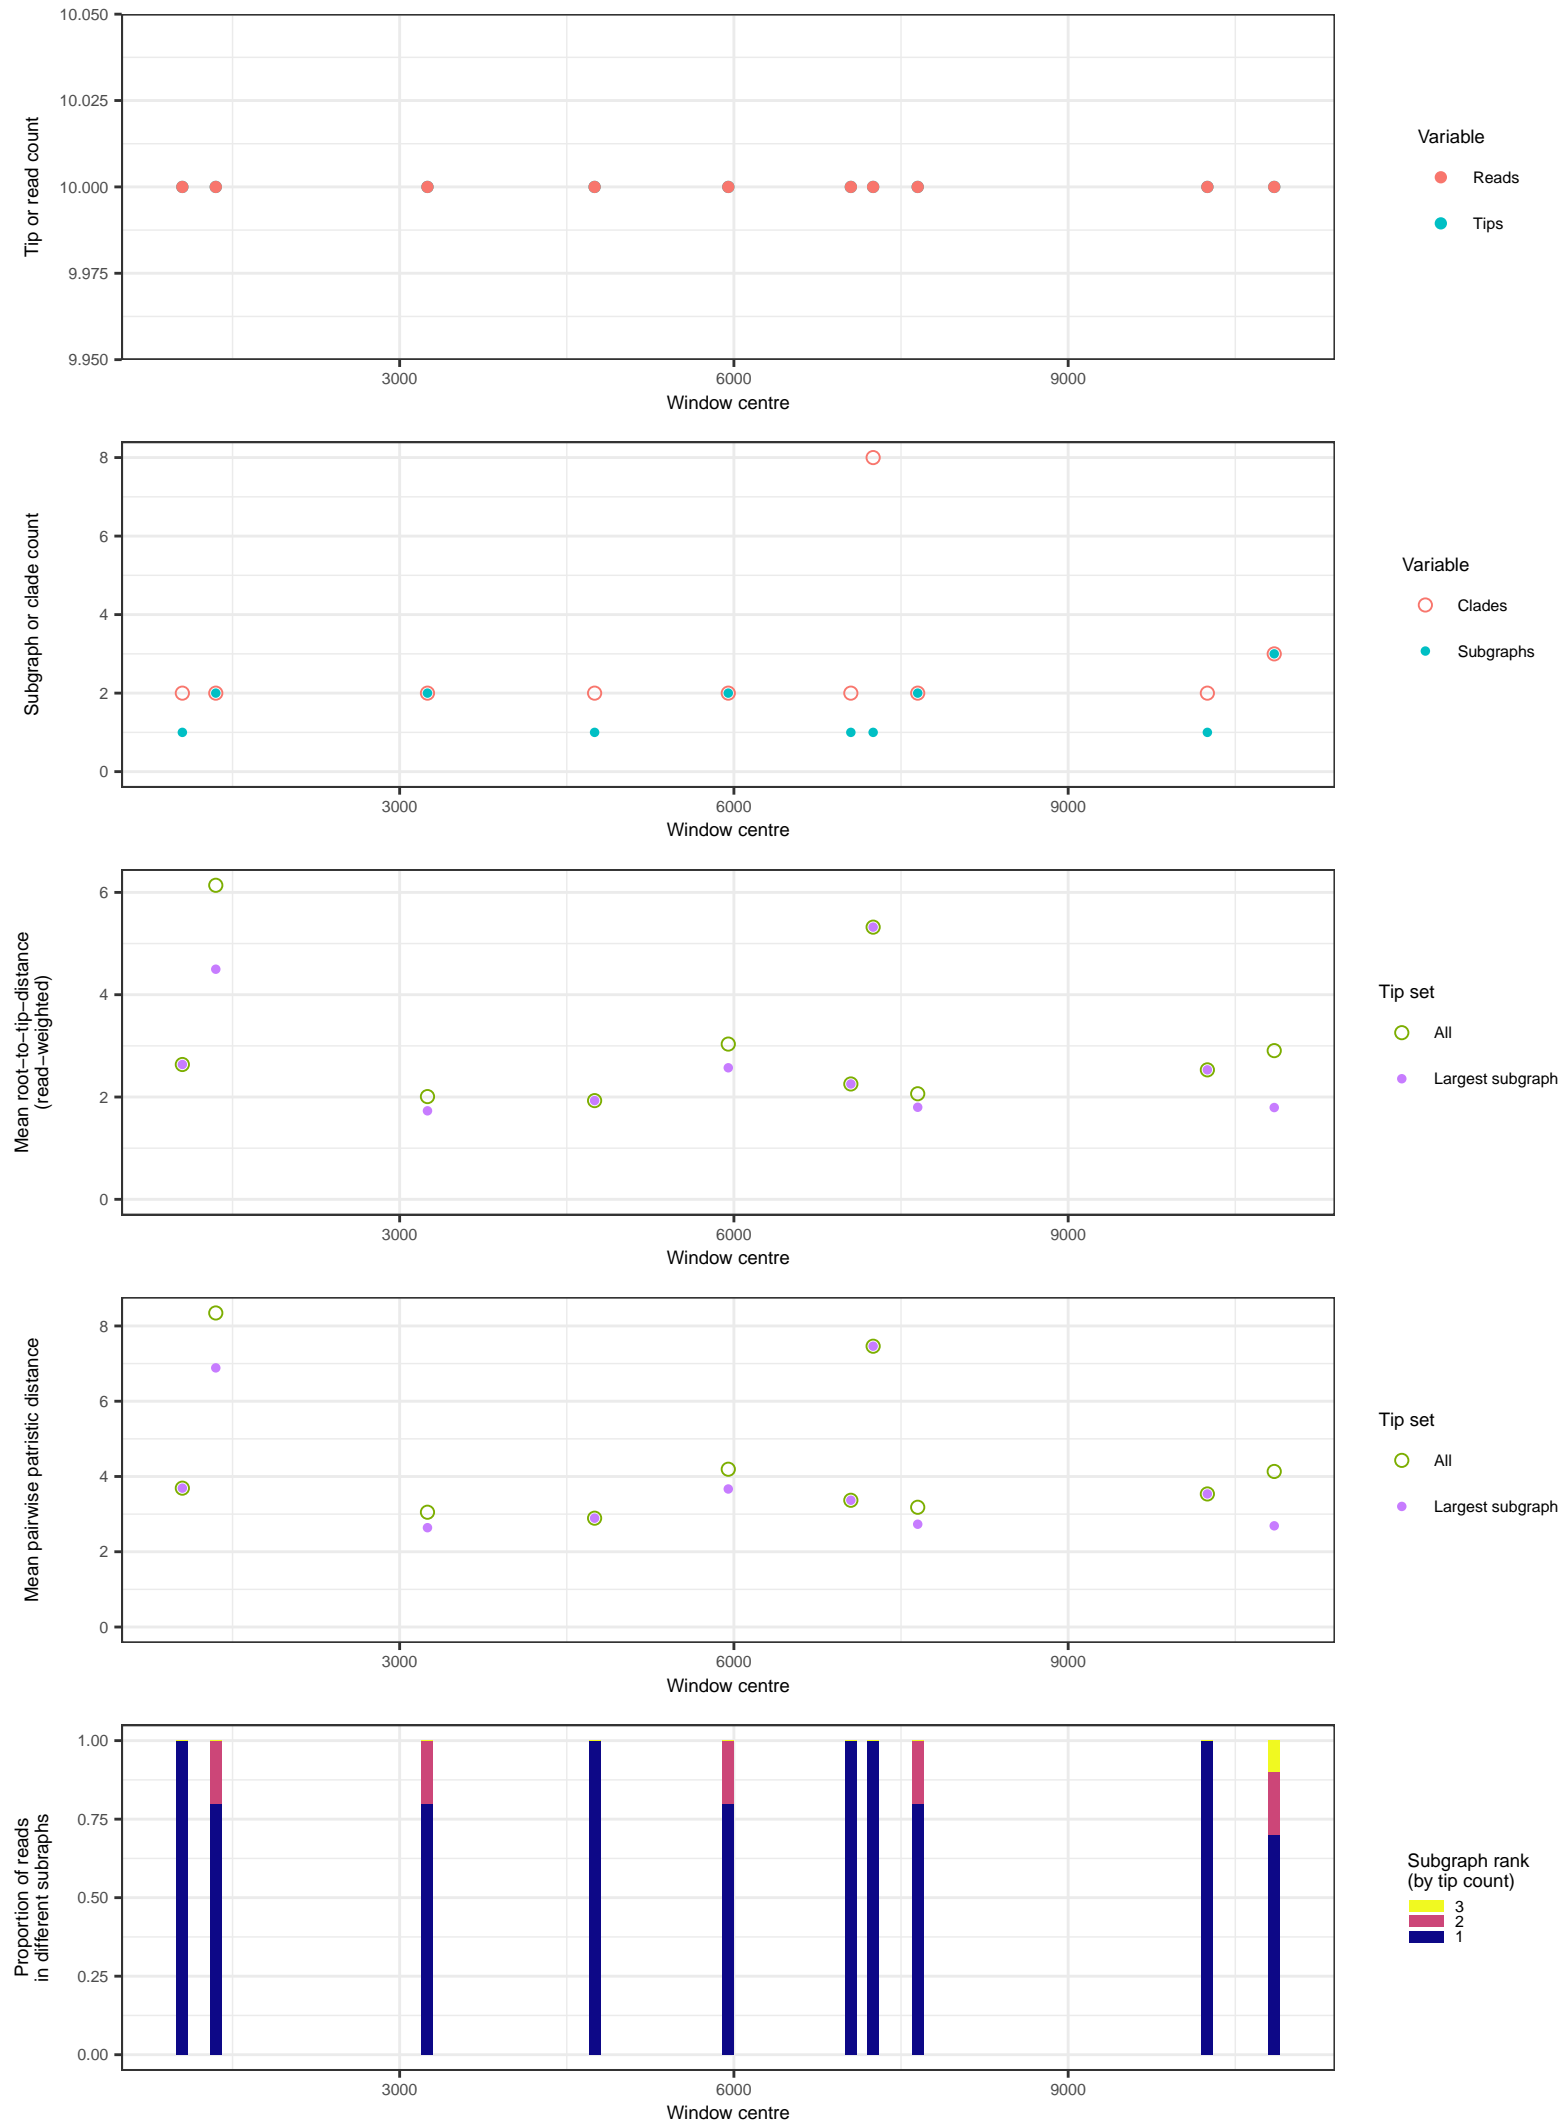 10.050
10.025
10.000
9.975
9.950
Tip or read count
3000
6000
9000
Window centre
Variable
Reads
Tips
8
6
4
2
0
Subgraph or clade count
3000
6000
9000
Window centre
Variable
Clades
Subgraphs
6
4
2
0
Mean root−to−tip−distance
(read−weighted)
3000
6000
9000
Window centre
Tip set
All
Largest subgraph
8
6
4
2
0
Mean pairwise patristic distance
3000
6000
9000
Window centre
Tip set
All
Largest subgraph
1.00
0.75
0.50
0.25
0.00
Proportion of reads
in different subraphs
3000
6000
9000
Window centre
Subgraph rank
(by tip count)
3
2
1